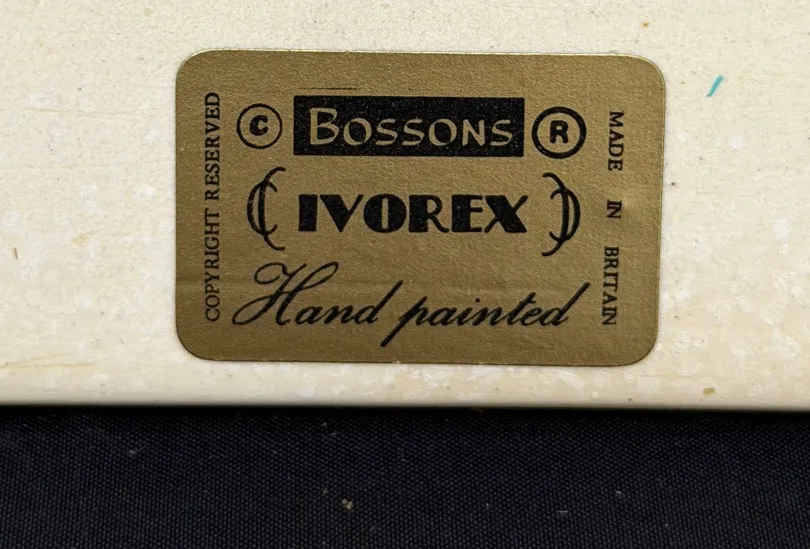 COPYRIGHT RESERVED
© BOSSONS ®
IVOREX
Hand painted
MADE IN BRITAIN